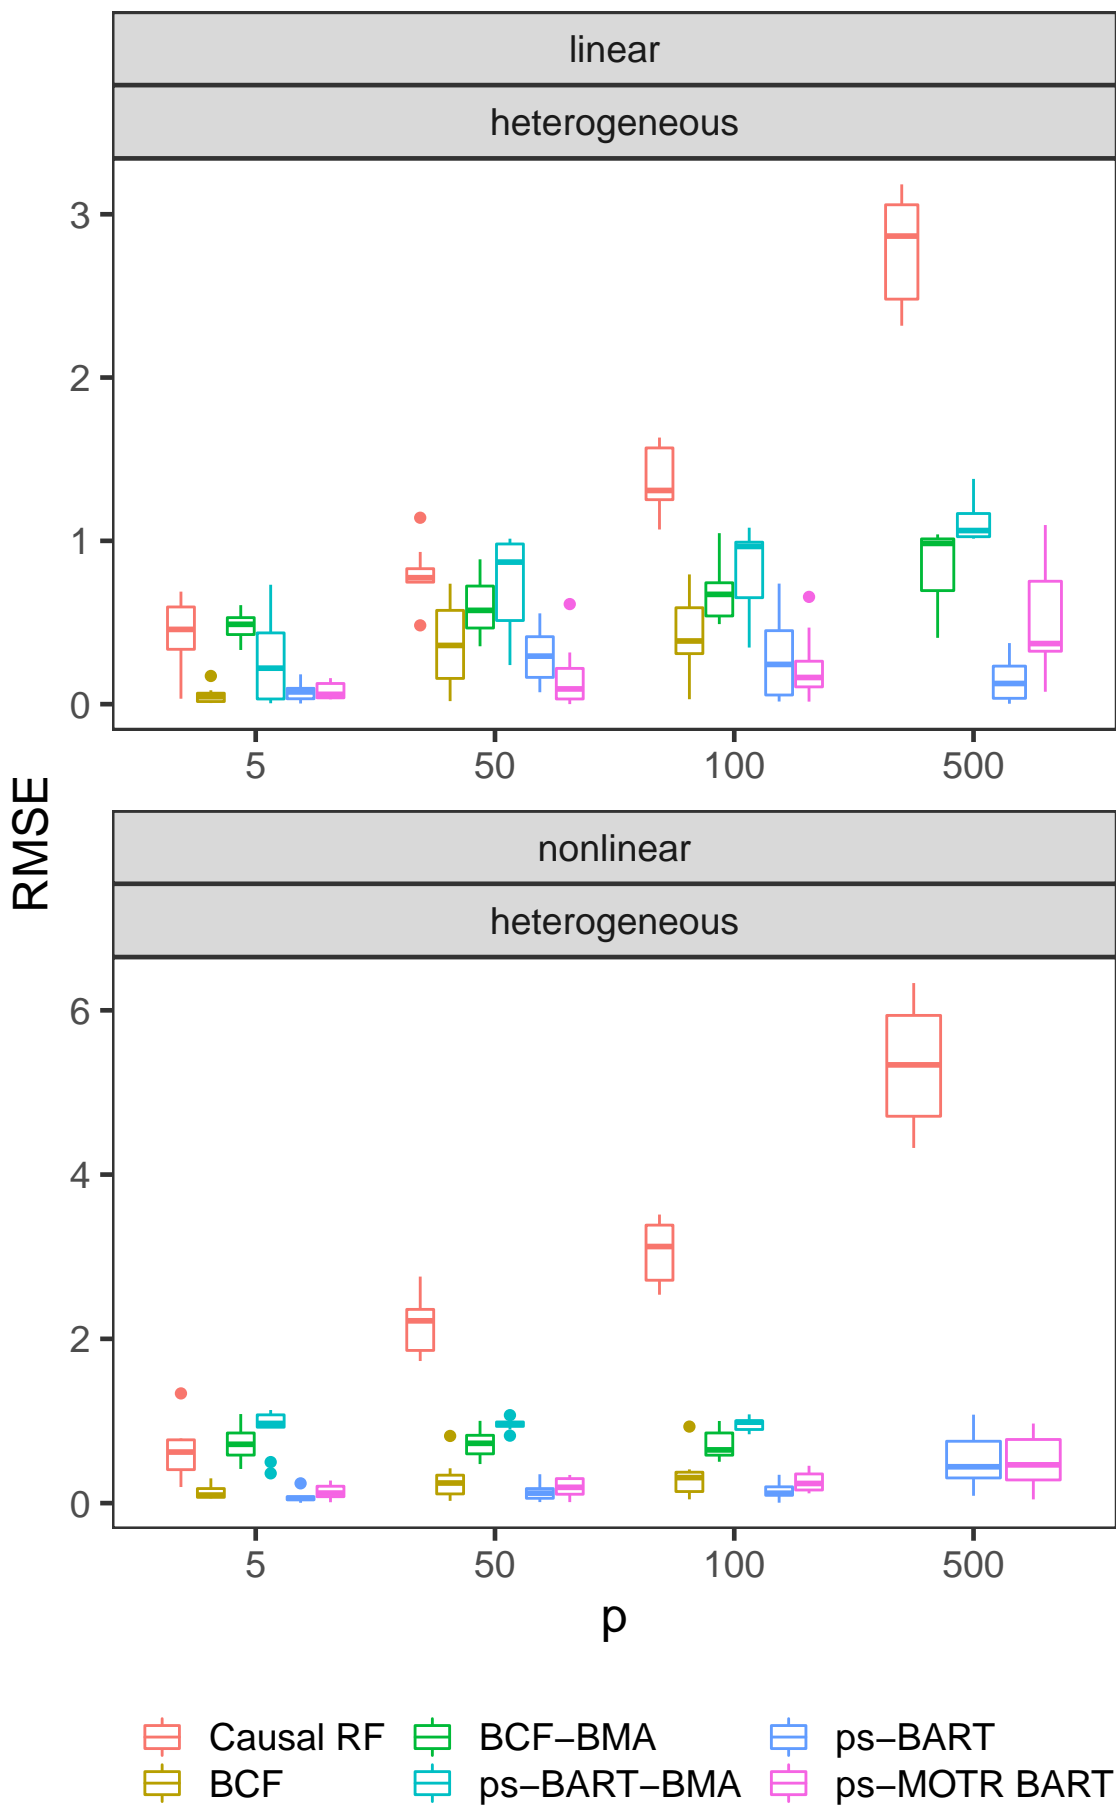 linear
heterogeneous
3
2
1
0
5 50 100 500
RMSE
nonlinear
heterogeneous
6
4
2
0
5 50 100 500
p
Causal RF BCF−BMA ps−BART
BCF ps−BART−BMA ps−MOTR BART